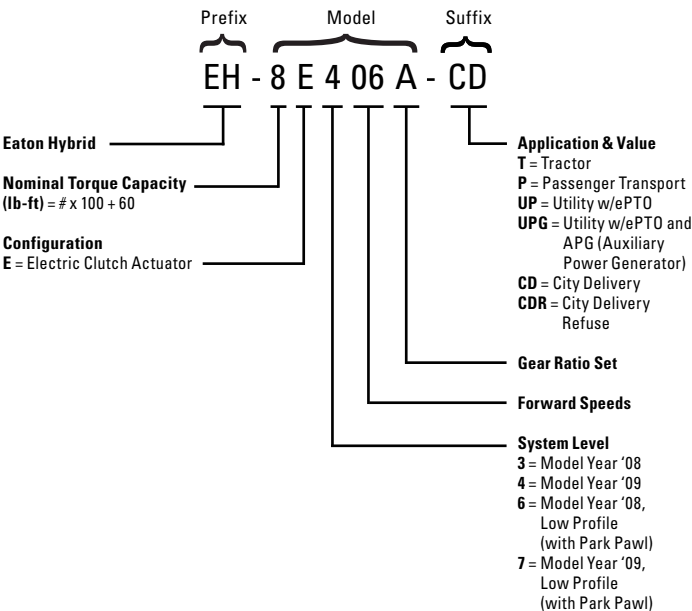 Prefix Model Suffix
EH - 8 E 4 06 A - CD
Eaton Hybrid
Nominal Torque Capacity
(lb-ft) = # x 100 + 60
Configuration
E = Electric Clutch Actuator
Application & Value
T = Tractor
P = Passenger Transport
UP = Utility w/ePTO
UPG = Utility w/ePTO and
APG (Auxiliary
Power Generator)
CD = City Delivery
CDR = City Delivery
Refuse
Gear Ratio Set
Forward Speeds
System Level
3 = Model Year ‘08
4 = Model Year ‘09
6 = Model Year ‘08,
Low Profile
(with Park Pawl)
7 = Model Year ‘09,
Low Profile
(with Park Pawl)